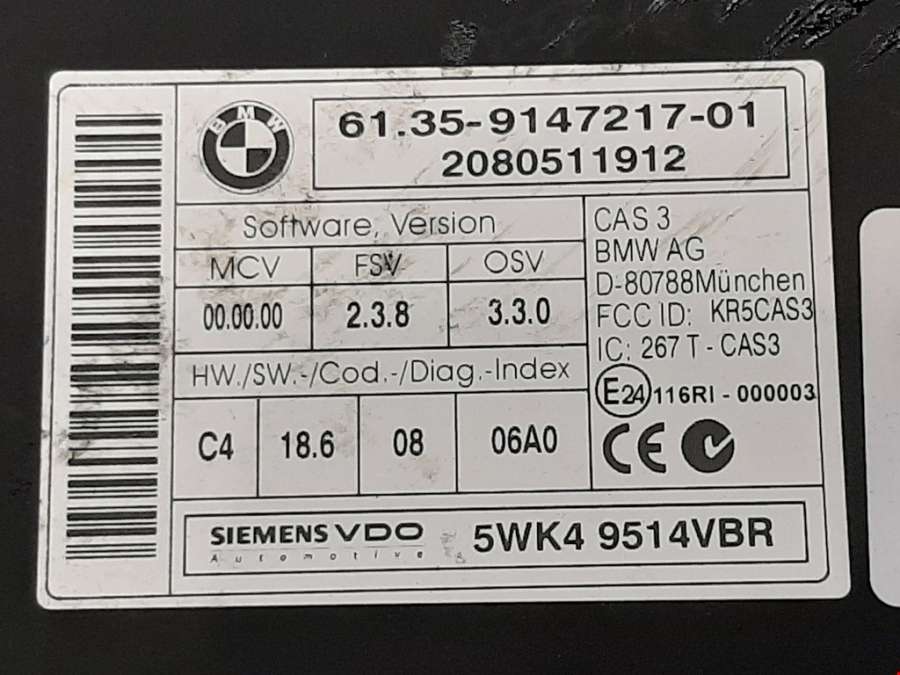 BMW
61.35-9147217-01
2080511912
Software, Version
MCV FSV OSV
00.00.00 2.3.8 3.3.0
HW./SW.-/Cod.-/Diag.-Index
C4 18.6 08 06A0
CAS 3
BMW AG
D-80788München
FCC ID: KR5CAS3
IC: 267 T - CAS3
E24 116RI - 000003
CE
SIEMENS VDO
Automotive
5WK4 9514VBR